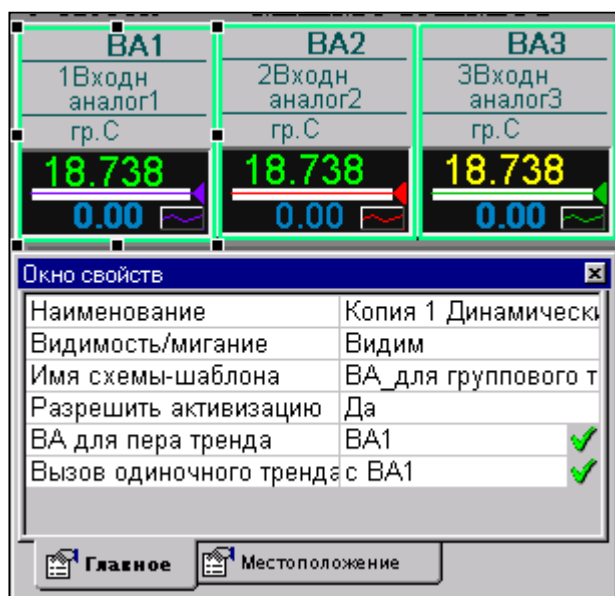 ВА1 ВА2 ВА3
1Входн 2Входн 3Входн
аналог1 аналог2 аналог3
гр.С гр.С гр.С
18.738 18.738 18.738
0.00 0.00 0.00
Окно свойств
Наименование Копия 1 Динамически
Видимость/мигание Видим
Имя схемы-шаблона ВА_для группового т
Разрешить активизацию Да
ВА для пера тренда ВА1
Вызов одиночного тренда с ВА1
Главное Местоположение